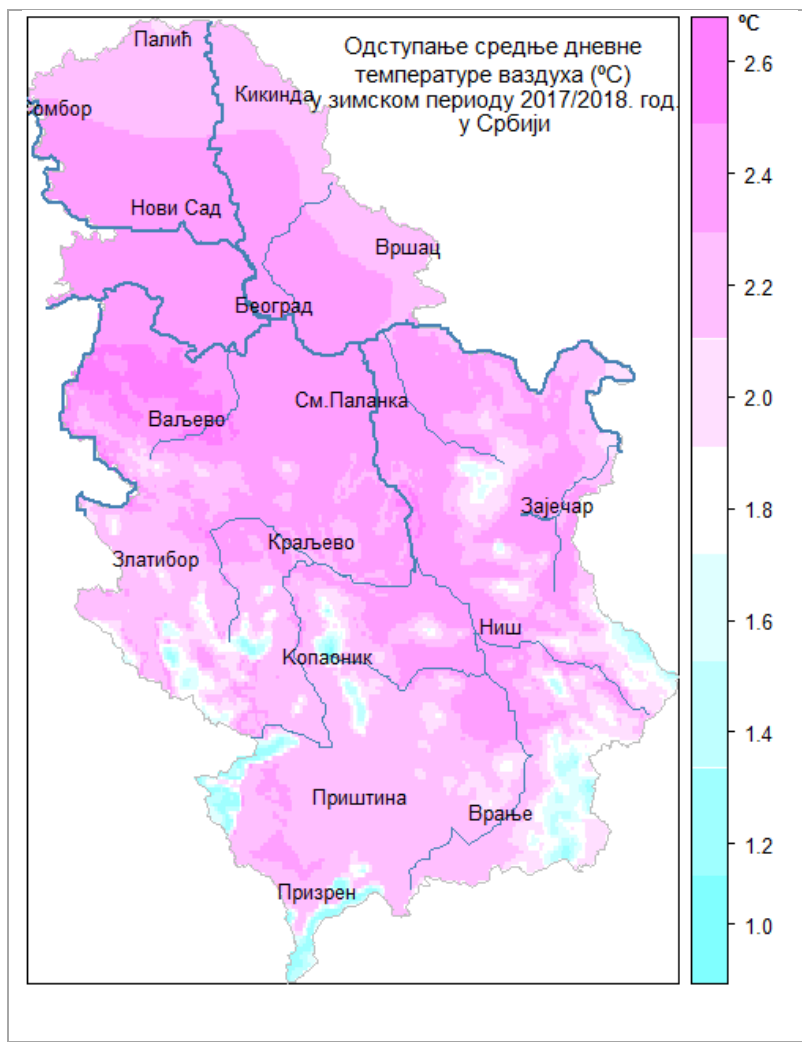 Одступање средње дневне
температуре ваздуха (ºC)
у зимском периоду 2017/2018. год.
у Србији
ºC
2.6
2.4
2.2
2.0
1.8
1.6
1.4
1.2
1.0
Палић
Кикинда
Сомбор
Нови Сад
Вршац
Београд
См.Паланка
Ваљево
Зајечар
Краљево
Златибор
Ниш
Копаоник
Приштина
Врање
Призрен